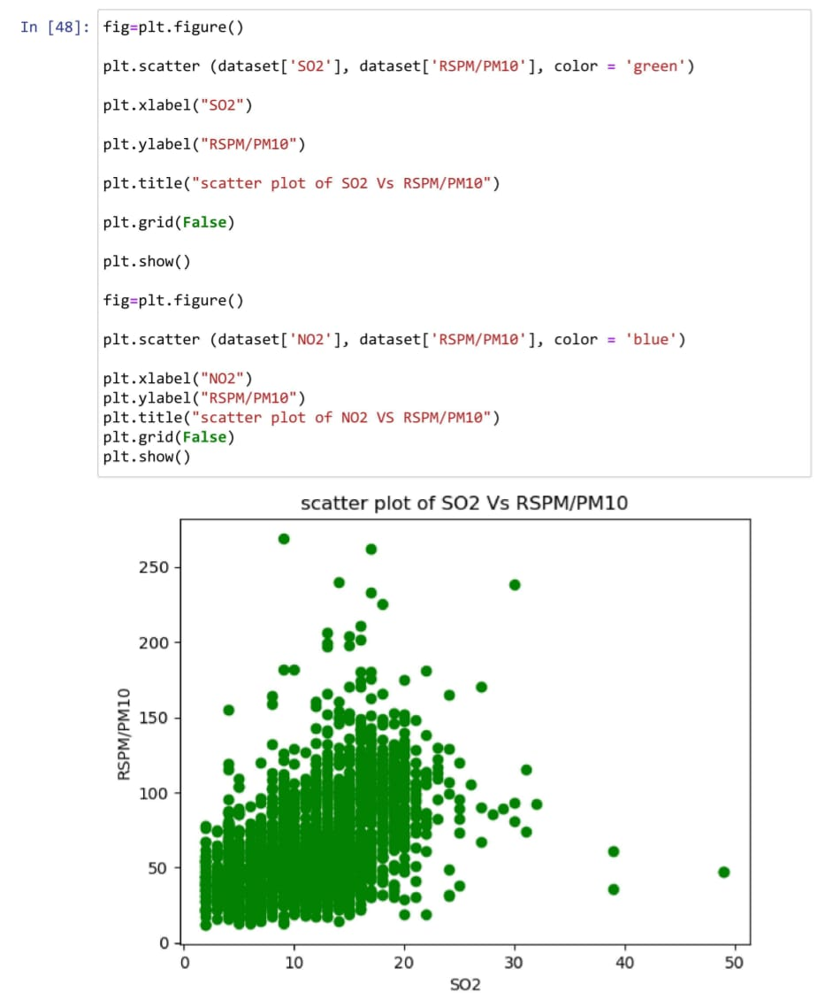 In [48]: fig=plt.figure()
plt.scatter (dataset['SO2'], dataset['RSPM/PM10'], color = 'green')
plt.xlabel("SO2")
plt.ylabel("RSPM/PM10")
plt.title("scatter plot of SO2 Vs RSPM/PM10")
plt.grid(False)
plt.show()
fig=plt.figure()
plt.scatter (dataset['NO2'], dataset['RSPM/PM10'], color = 'blue')
plt.xlabel("NO2")
plt.ylabel("RSPM/PM10")
plt.title("scatter plot of NO2 VS RSPM/PM10")
plt.grid(False)
plt.show()
scatter plot of SO2 Vs RSPM/PM10
250
200
150
100
50
0
RSPM/PM10
0 10 20 30 40 50
SO2